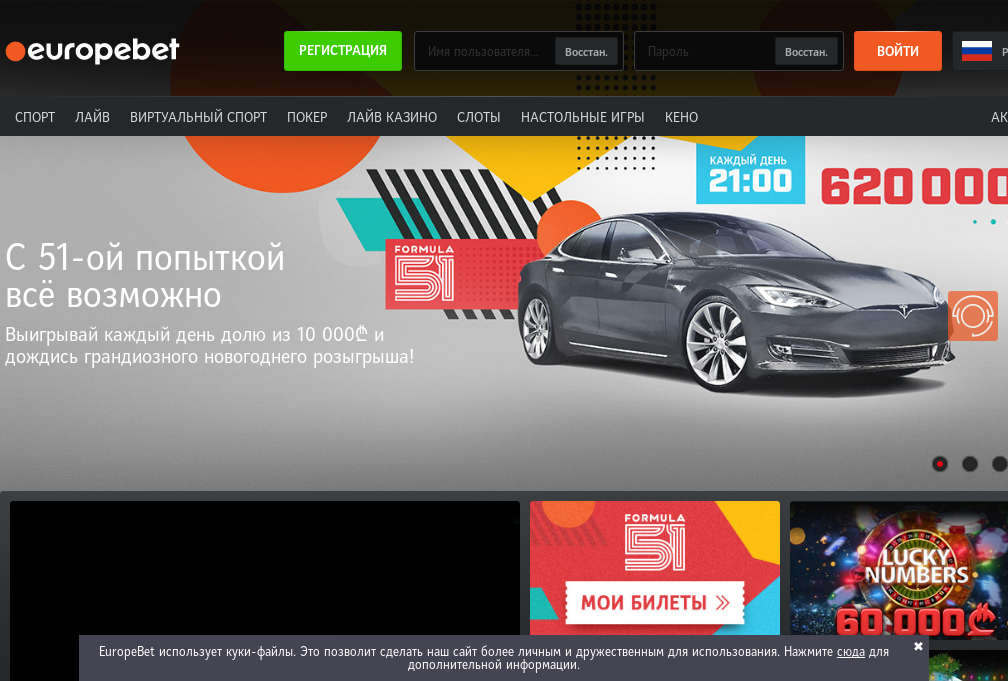 europebet
РЕГИСТРАЦИЯ
Имя пользователя...
Восстан.
Пароль
Восстан.
ВОЙТИ
СПОРТ
ЛАЙВ
ВИРТУАЛЬНЫЙ СПОРТ
ПОКЕР
ЛАЙВ КАЗИНО
СЛОТЫ
НАСТОЛЬНЫЕ ИГРЫ
КЕНО
АК
КАЖДЫЙ ДЕНЬ
21:00
620 000
FORMULA
51
С 51-ой попыткой
всё возможно
Выигрывай каждый день долю из 10 000₾ и
дождись грандиозного новогоднего розыгрыша!
FORMULA
51
МОИ БИЛЕТЫ
LUCKY
NUMBERS
60 000₾
EuropeBet использует куки-файлы. Это позволит сделать наш сайт более личным и дружественным для использования. Нажмите сюда для
дополнительной информации.